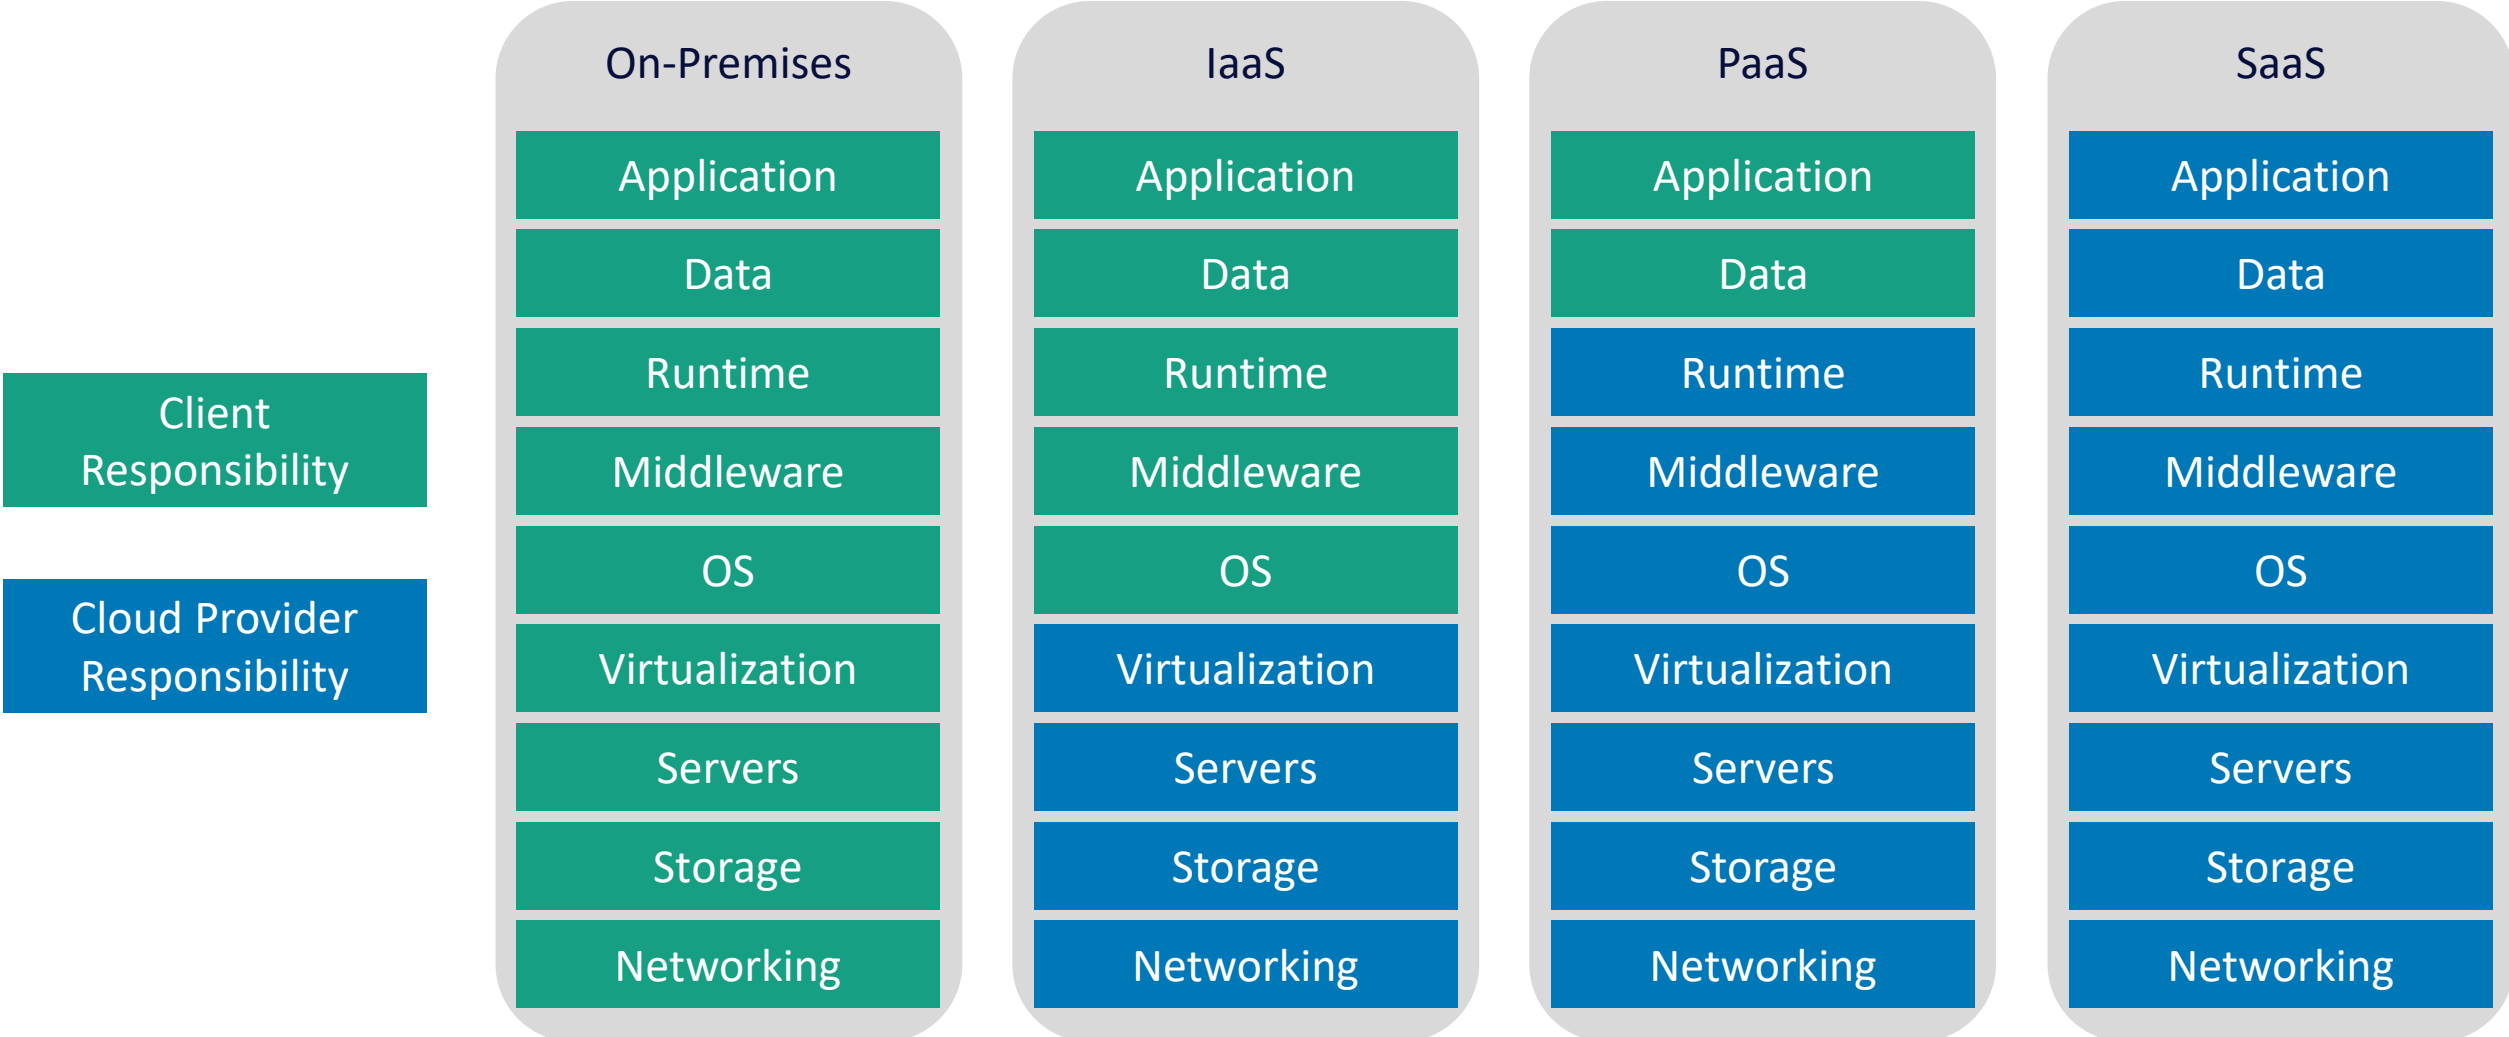 Client
Responsibility
Cloud Provider
Responsibility
On-Premises
Application
Data
Runtime
Middleware
OS
Virtualization
Servers
Storage
Networking
IaaS
Application
Data
Runtime
Middleware
OS
Virtualization
Servers
Storage
Networking
PaaS
Application
Data
Runtime
Middleware
OS
Virtualization
Servers
Storage
Networking
SaaS
Application
Data
Runtime
Middleware
OS
Virtualization
Servers
Storage
Networking